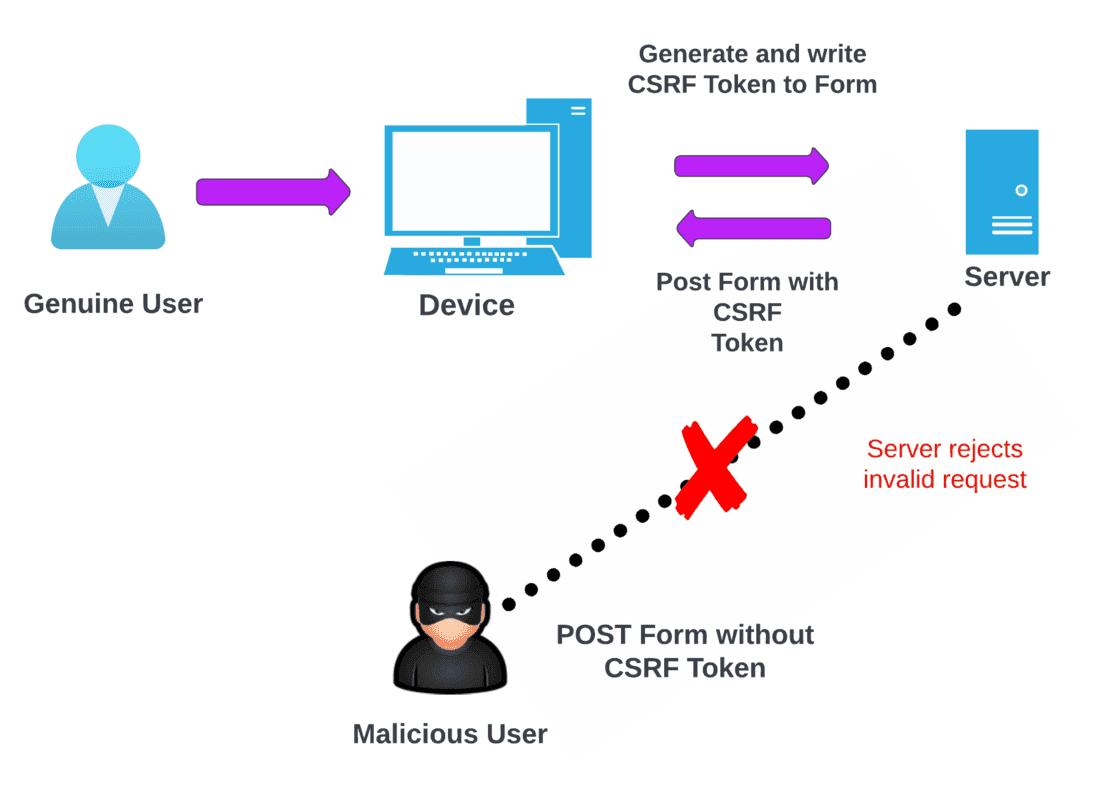 Generate and write
CSRF Token to Form
Genuine User
Device
Post Form with
CSRF
Token
Server
Server rejects
invalid request
POST Form without
CSRF Token
Malicious User